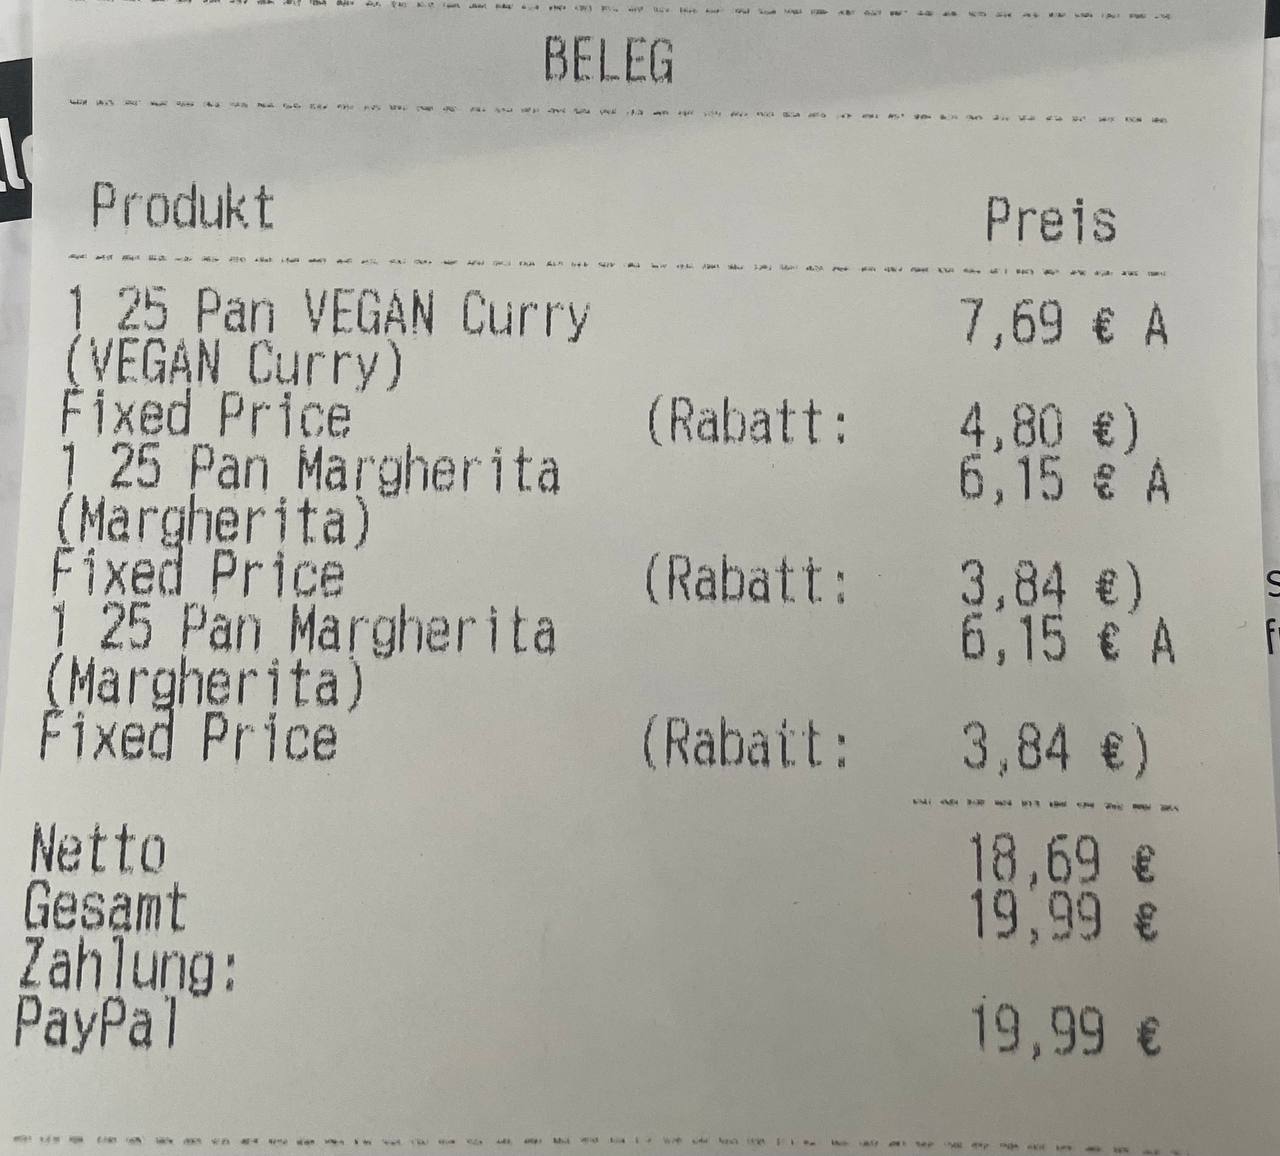 BELEG
Produkt Preis
1 25 Pan VEGAN Curry 7,69 € A
(VEGAN Curry)
Fixed Price (Rabatt: 4,80 €)
1 25 Pan Margherita 6,15 € A
(Margherita)
Fixed Price (Rabatt: 3,84 €)
1 25 Pan Margherita 6,15 € A
(Margherita)
Fixed Price (Rabatt: 3,84 €)
Netto 18,69 €
Gesamt 19,99 €
Zahlung:
PayPal 19,99 €